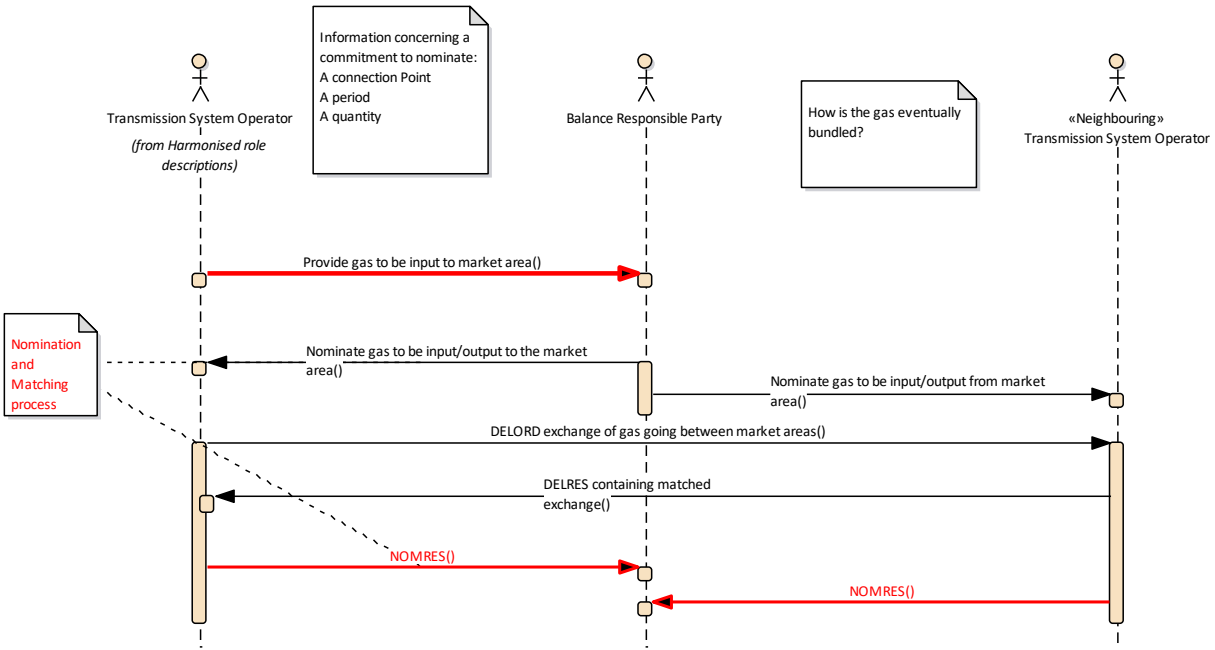 Information concerning a
commitment to nominate:
A connection Point
A period
A quantity
How is the gas eventually
bundled?
Transmission System Operator
(from Harmonised role
descriptions)
Balance Responsible Party
«Neighbouring»
Transmission System Operator
Provide gas to be input to market area()
Nomination
and
Matching
process
Nominate gas to be input/output to the market
area()
Nominate gas to be input/output from market
area()
DELORD exchange of gas going between market areas()
DELRES containing matched
exchange()
NOMRES()
NOMRES()